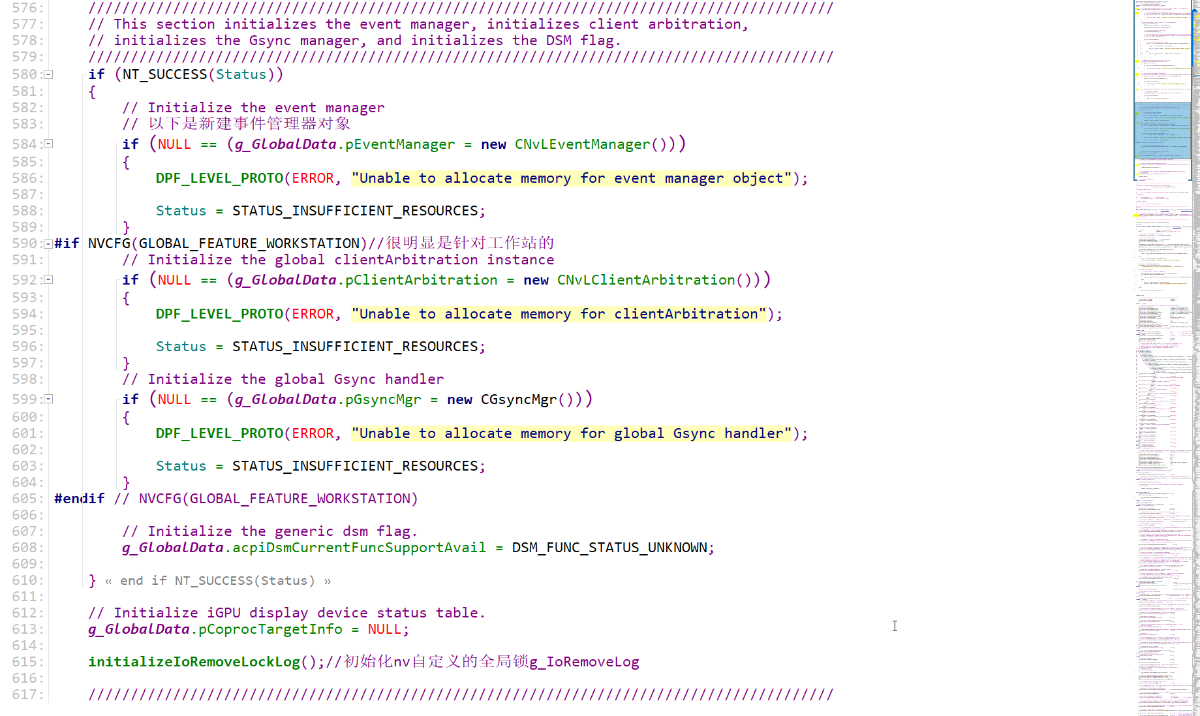 576: ////////////////////////////////////////////////////////////////////////////////////////
577: // This section initializes the event manager, initializes client arbitration,
578: // initializes the Gsync manager, and initializes the DSM flag.
579: ////////////////////////////////////////////////////////////////////////////////////////
580: if (NT_SUCCESS(Status))
581: {
582: // Initialize the event manager
583: // 以下是新建事件管理器对象
584: if (NULL == (g_GlobalData.pEventManager = new CNvLEventManager()))
585: {
586: DPF_LEVEL_PROTO(ERROR, "Unable to allocate memory for event manager object");
587:
588: Status = STATUS_INSUFFICIENT_RESOURCES;
589: }
590: #if NVCFG(GLOBAL_FEATURE_WORKSTATION)//很明显是针对工作站的
591: // Initialize the global clientArbitration instance
592: if (NULL == (g_GlobalData.pClientArbitration = new CNvLClientArbitration()))
593: {
594: DPF_LEVEL_PROTO(ERROR, "Unable to allocate memory for clientArbitration");
595:
596: Status = STATUS_INSUFFICIENT_RESOURCES;
597: }
598: // Initialize the global Gsync handler
599: if (NULL == (g_GlobalData.pGsyncMgr = new CGsyncMgr()))
600: {
601: DPF_LEVEL_PROTO(ERROR, "Unable to allocate memory for global Gsync handler");
602:
603: Status = STATUS_INSUFFICIENT_RESOURCES;
604: }
605: #endif // NVCFG(GLOBAL_FEATURE_WORKSTATION)
606:
607: // Initialize the generic dsm flag.
608: g_GlobalData.acpiDsmCurrentFuncSupportAvail = DSM_FUNC_STATUS_UNKNOWN;
609:
610: } « end if NT_SUCCESS(Status) »
611:
612: // Initialize iGPU display device status info
613: g_GlobalData.pCoprocTargetInfo = NULL;
614:
615: initializeIoRemoveLockLog();//初始化nv自定义的全局锁g_IoRemoveLog
616:
617: ////////////////////////////////////////////////////////////////////////////////////////